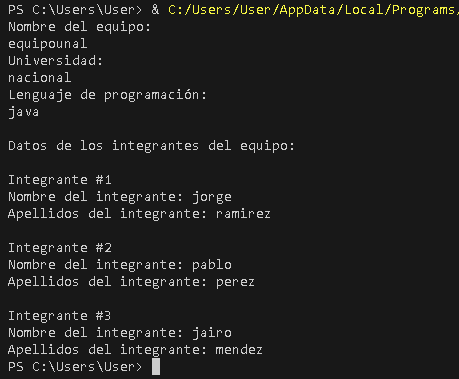 PS C:\Users\User> & C:/Users/User/AppData/Local/Programs/
Nombre del equipo:
equipounal
Universidad:
nacional
Lenguaje de programación:
java
Datos de los integrantes del equipo:
Integrante #1
Nombre del integrante: jorge
Apellidos del integrante: ramirez
Integrante #2
Nombre del integrante: pablo
Apellidos del integrante: perez
Integrante #3
Nombre del integrante: jairo
Apellidos del integrante: mendez
PS C:\Users\User>